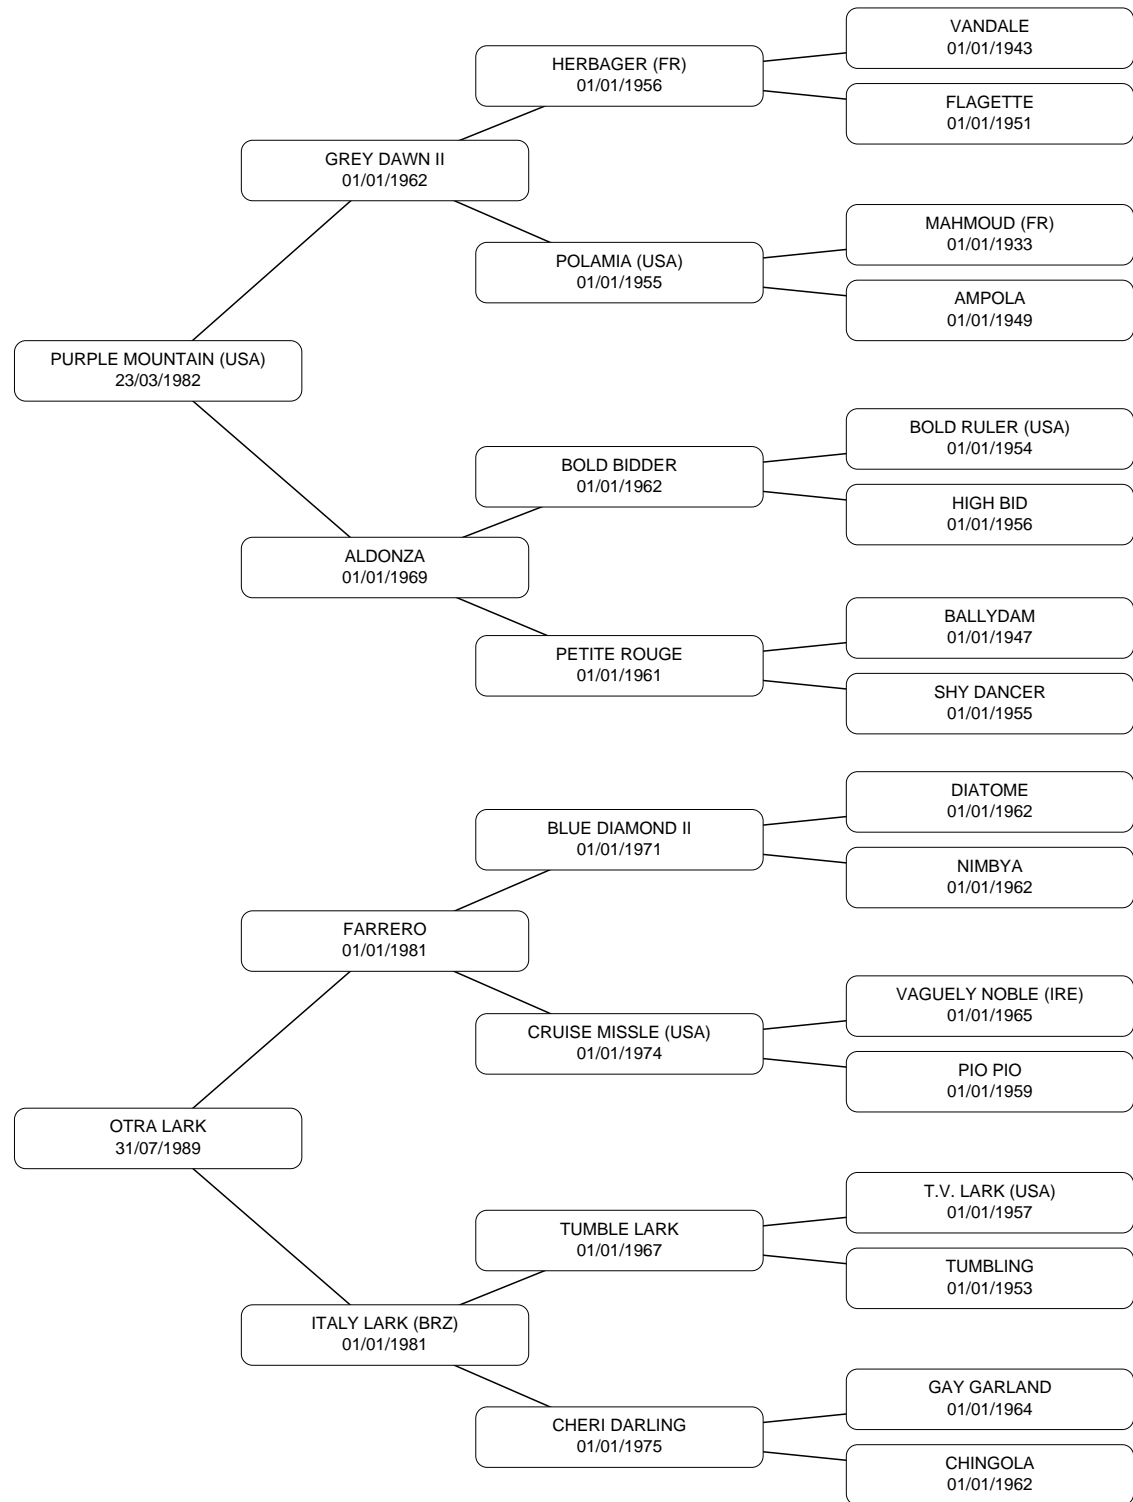 VANDALE
01/01/1943
HERBAGER (FR)
01/01/1956
FLAGETTE
01/01/1951
GREY DAWN II
01/01/1962
MAHMOUD (FR)
01/01/1933
POLAMIA (USA)
01/01/1955
AMPOLA
01/01/1949
PURPLE MOUNTAIN (USA)
23/03/1982
BOLD RULER (USA)
01/01/1954
BOLD BIDDER
01/01/1962
HIGH BID
01/01/1956
ALDONZA
01/01/1969
BALLYDAM
01/01/1947
PETITE ROUGE
01/01/1961
SHY DANCER
01/01/1955
DIATOME
01/01/1962
BLUE DIAMOND II
01/01/1971
NIMBYA
01/01/1962
FARRERO
01/01/1981
VAGUELY NOBLE (IRE)
01/01/1965
CRUISE MISSLE (USA)
01/01/1974
PIO PIO
01/01/1959
OTRA LARK
31/07/1989
T.V. LARK (USA)
01/01/1957
TUMBLE LARK
01/01/1967
TUMBLING
01/01/1953
ITALY LARK (BRZ)
01/01/1981
GAY GARLAND
01/01/1964
CHERI DARLING
01/01/1975
CHINGOLA
01/01/1962